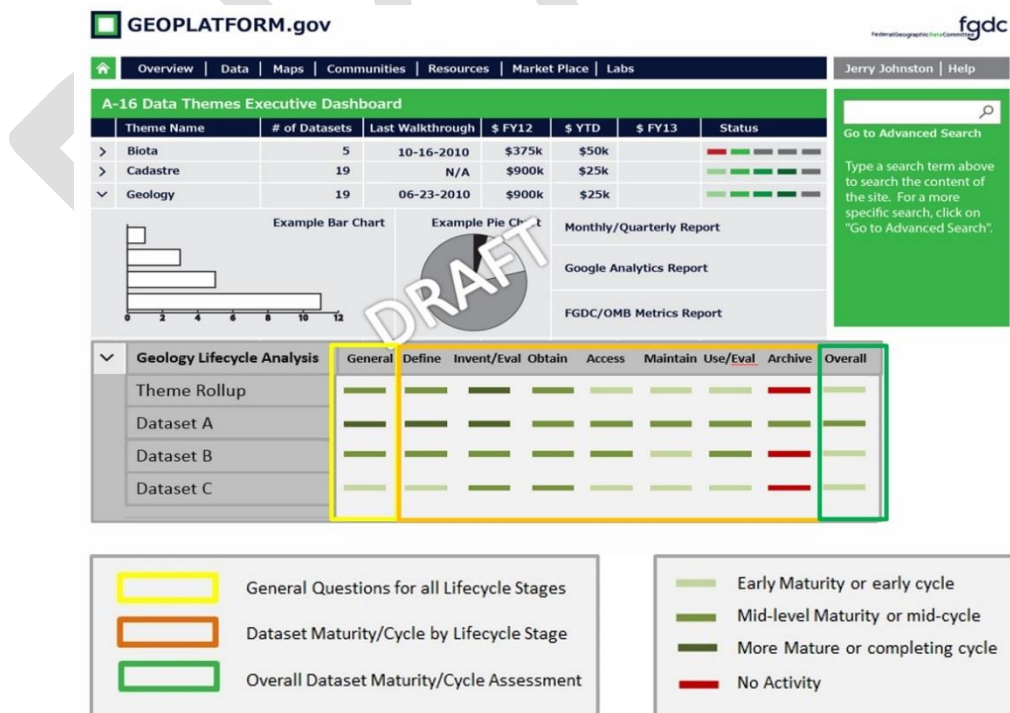 GEOPLATFORM.gov
fgdc
FederalGeographicDataCommittee
Overview | Data | Maps | Communities | Resources | Market Place | Labs
Jerry Johnston | Help
A-16 Data Themes Executive Dashboard
Theme Name # of Datasets Last Walkthrough $ FY12 $ YTD $ FY13 Status
Biota 5 10-16-2010 $375k $50k
Cadastre 19 N/A $900k $25k
Geology 19 06-23-2010 $900k $25k
Go to Advanced Search
Type a search term above
to search the content of
the site. For a more
specific search, click on
"Go to Advanced Search".
Example Bar Chart
0 2 4 6 8 10 12
Example Pie Chart
DRAFT
Monthly/Quarterly Report
Google Analytics Report
FGDC/OMB Metrics Report
Geology Lifecycle Analysis General Define Invent/Eval Obtain Access Maintain Use/Eval Archive Overall
Theme Rollup
Dataset A
Dataset B
Dataset C
General Questions for all Lifecycle Stages
Dataset Maturity/Cycle by Lifecycle Stage
Overall Dataset Maturity/Cycle Assessment
Early Maturity or early cycle
Mid-level Maturity or mid-cycle
More Mature or completing cycle
No Activity